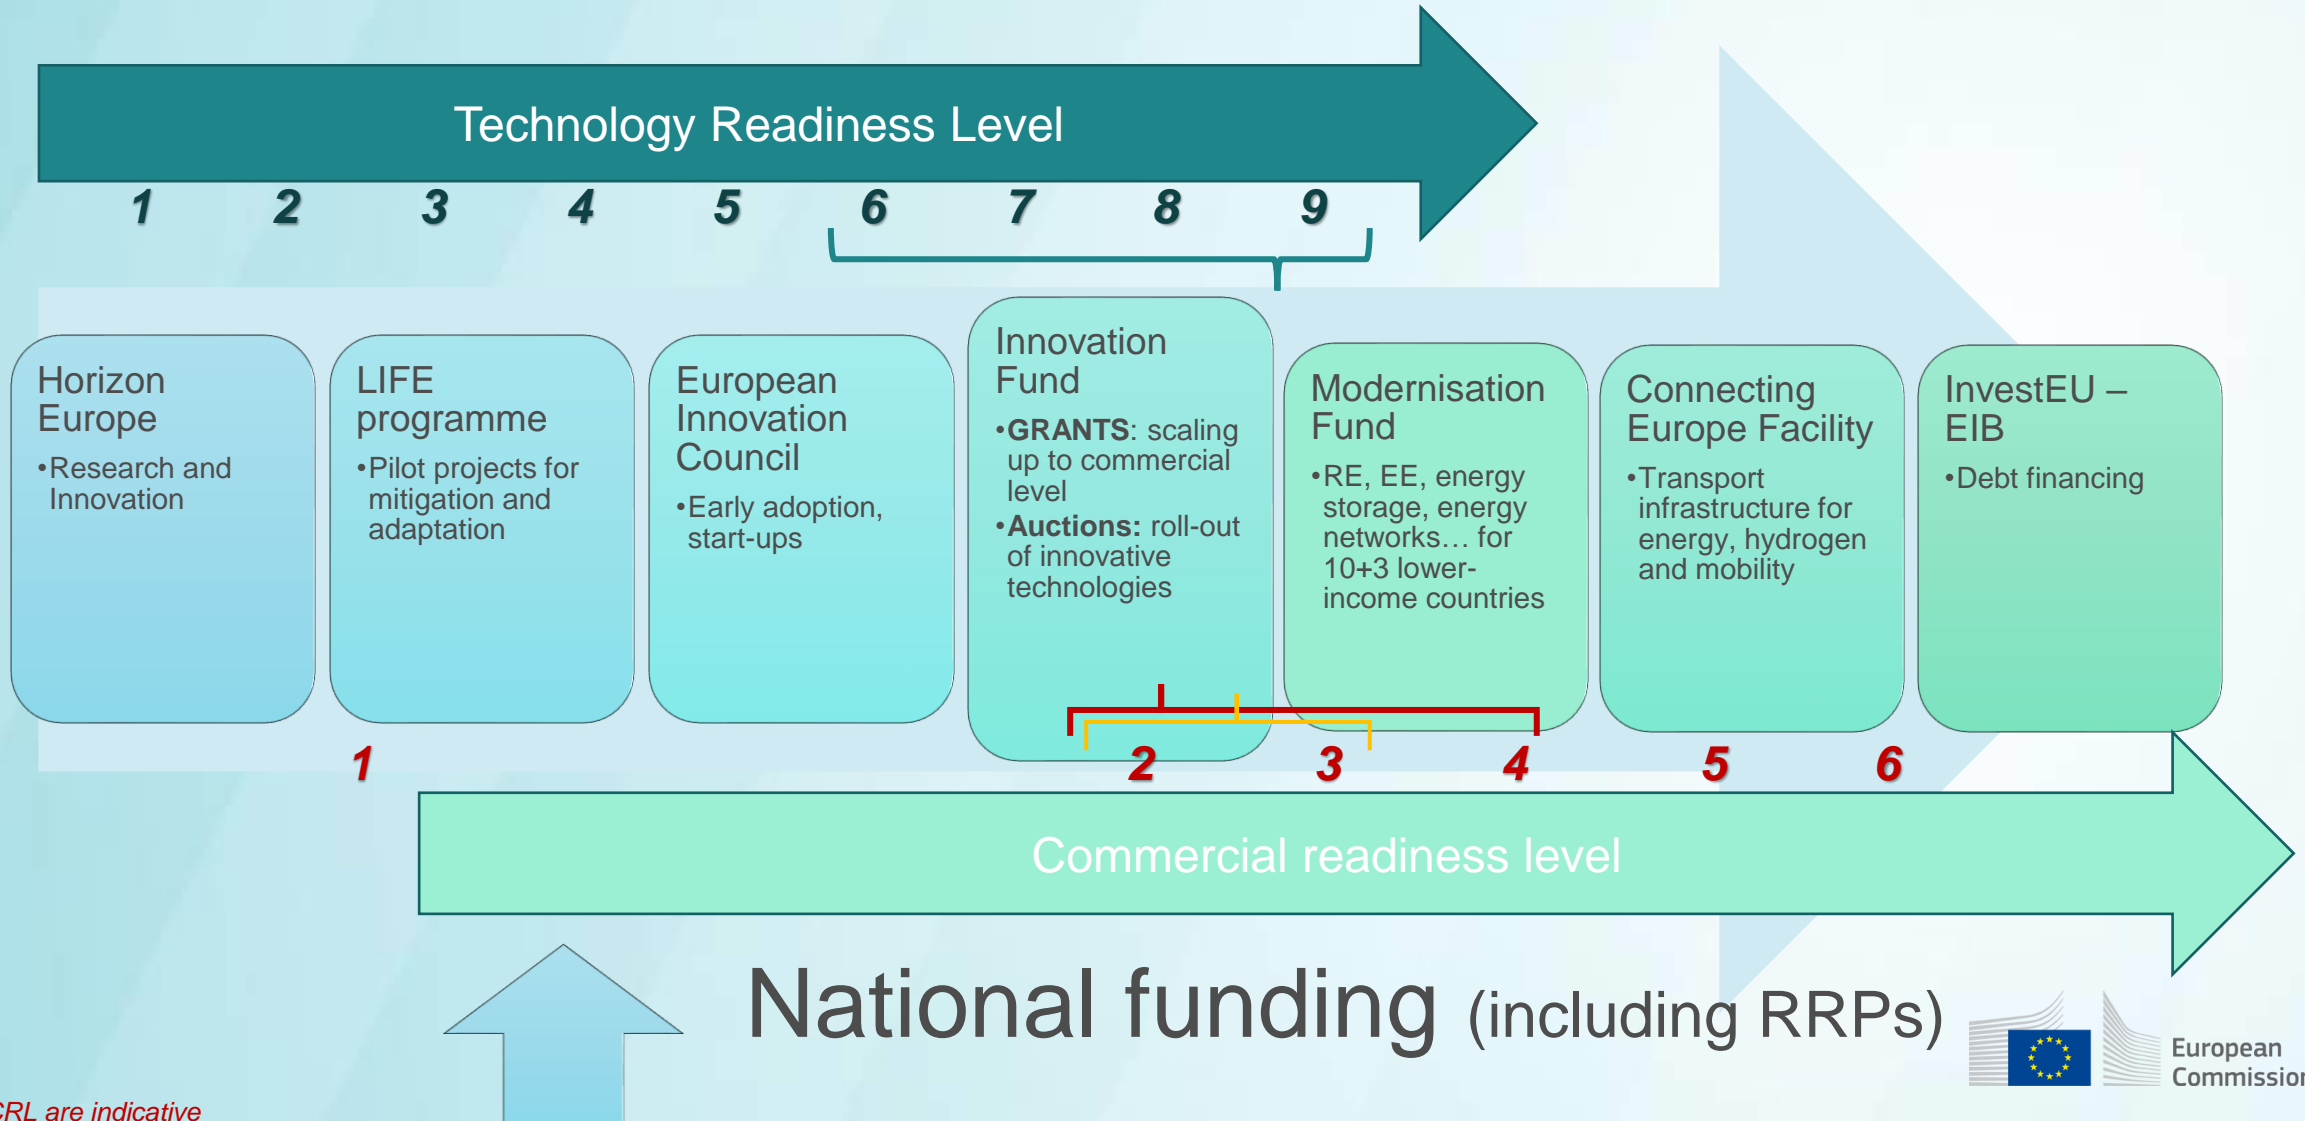 Technology Readiness Level
1 2 3 4 5 6 7 8 9
Horizon
Europe
•Research and
Innovation
LIFE
programme
•Pilot projects for
mitigation and
adaptation
European
Innovation
Council
•Early adoption,
start-ups
Innovation
Fund
•GRANTS: scaling
up to commercial
level
•Auctions: roll-out
of innovative
technologies
Modernisation
Fund
•RE, EE, energy
storage, energy
networks… for
10+3 lower-
income countries
Connecting
Europe Facility
•Transport
infrastructure for
energy, hydrogen
and mobility
InvestEU –
EIB
•Debt financing
1 2 3 4 5 6
Commercial readiness level
National funding (including RRPs)
European
Commission
CRL are indicative